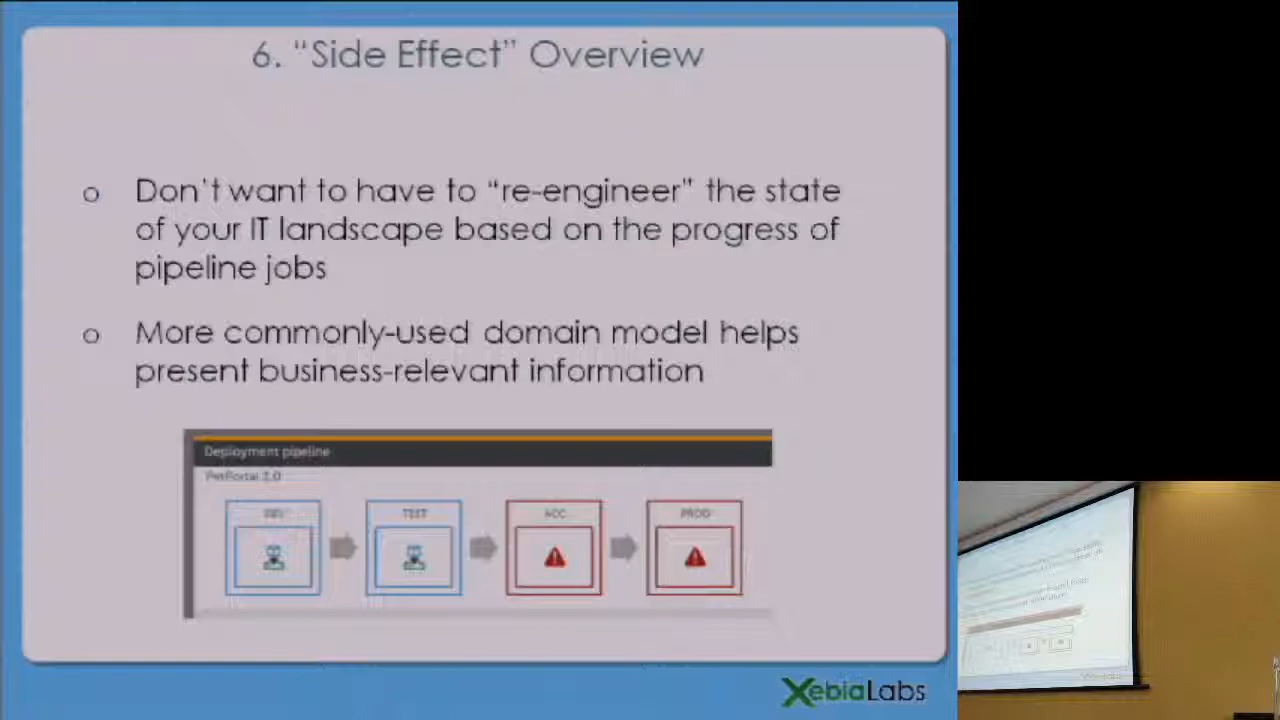 6. “Side Effect” Overview
o Don’t want to have to “re-engineer” the state
of your IT landscape based on the progress of
pipeline jobs
o More commonly-used domain model helps
present business-relevant information
Deployment pipeline
PetPortal 2.0
DEV TEST ACC PROD
XebiaLabs